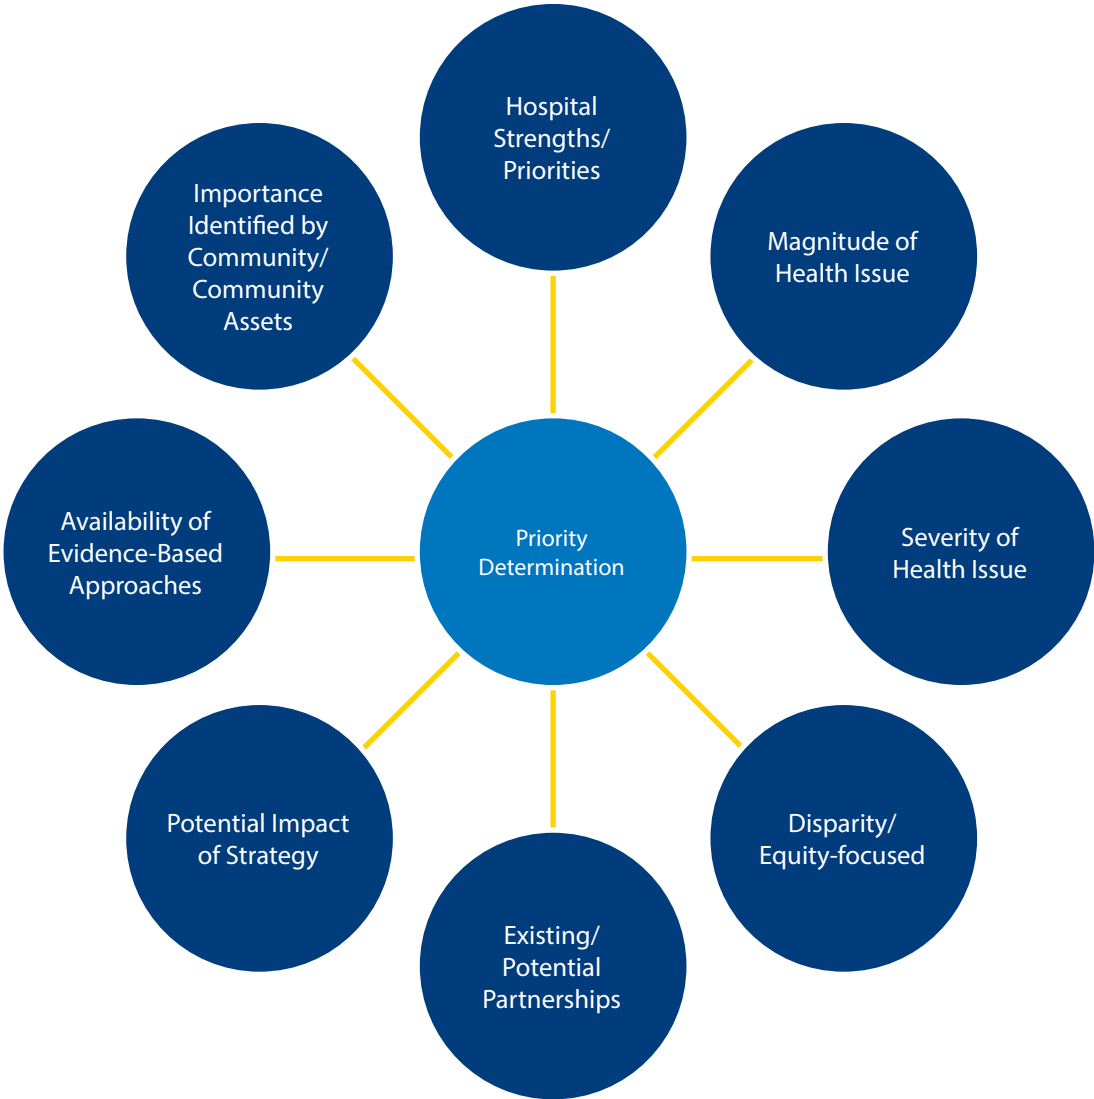 Hospital
Strengths/
Priorities
Magnitude of
Health Issue
Severity of
Health Issue
Disparity/
Equity-focused
Existing/
Potential
Partnerships
Potential Impact
of Strategy
Availability of
Evidence-Based
Approaches
Importance
Identified by
Community/
Community
Assets
Priority
Determination